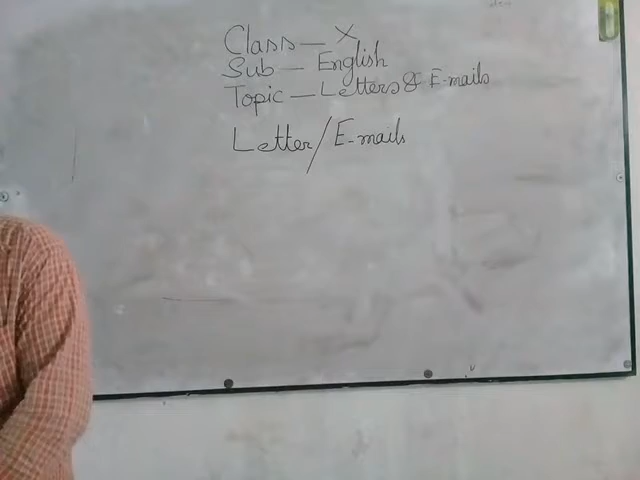 Class – X
Sub – English
Topic – Letters & E-mails
Letter/E-mails